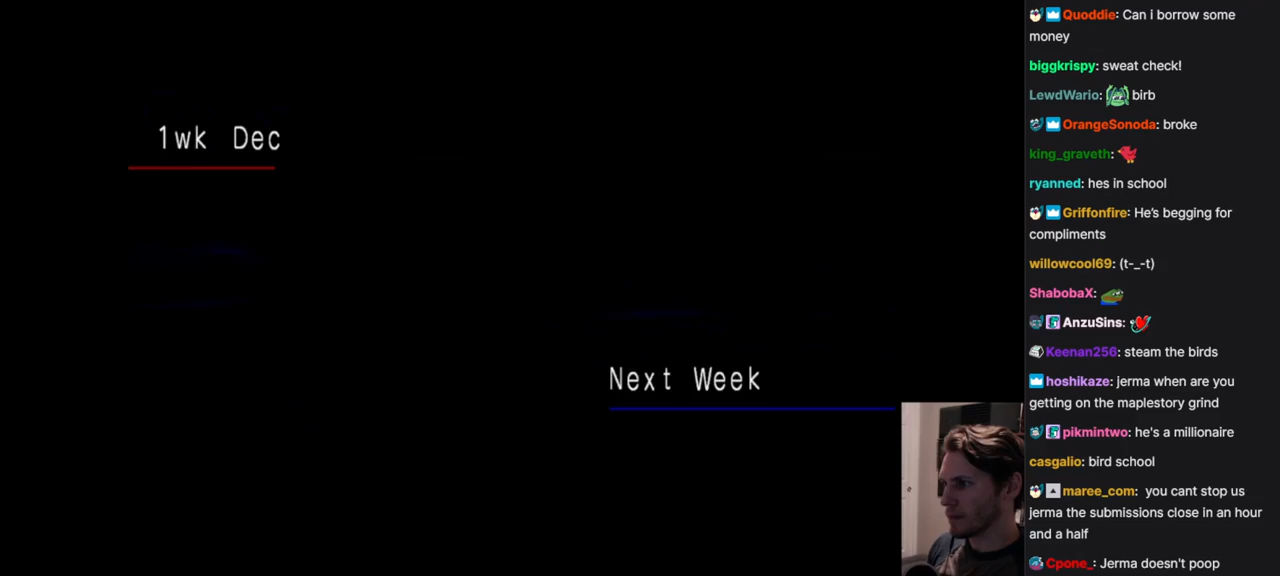 1wk Dec
Next Week
Quoddie: Can i borrow some
money
biggkrispy: sweat check!
LewdWario: birb
OrangeSonoda: broke
king_graveth:
ryanned: hes in school
Griffonfire: He's begging for
compliments
willowcool69: (t-_-t)
ShabobaX:
AnzuSins:
Keenan256: steam the birds
hoshikaze: jerma when are you
getting on the maplestory grind
pikmintwo: he's a millionaire
casgalio: bird school
maree_com: you cant stop us
jerma the submissions close in an hour
and a half
Cpone_: Jerma doesn't poop